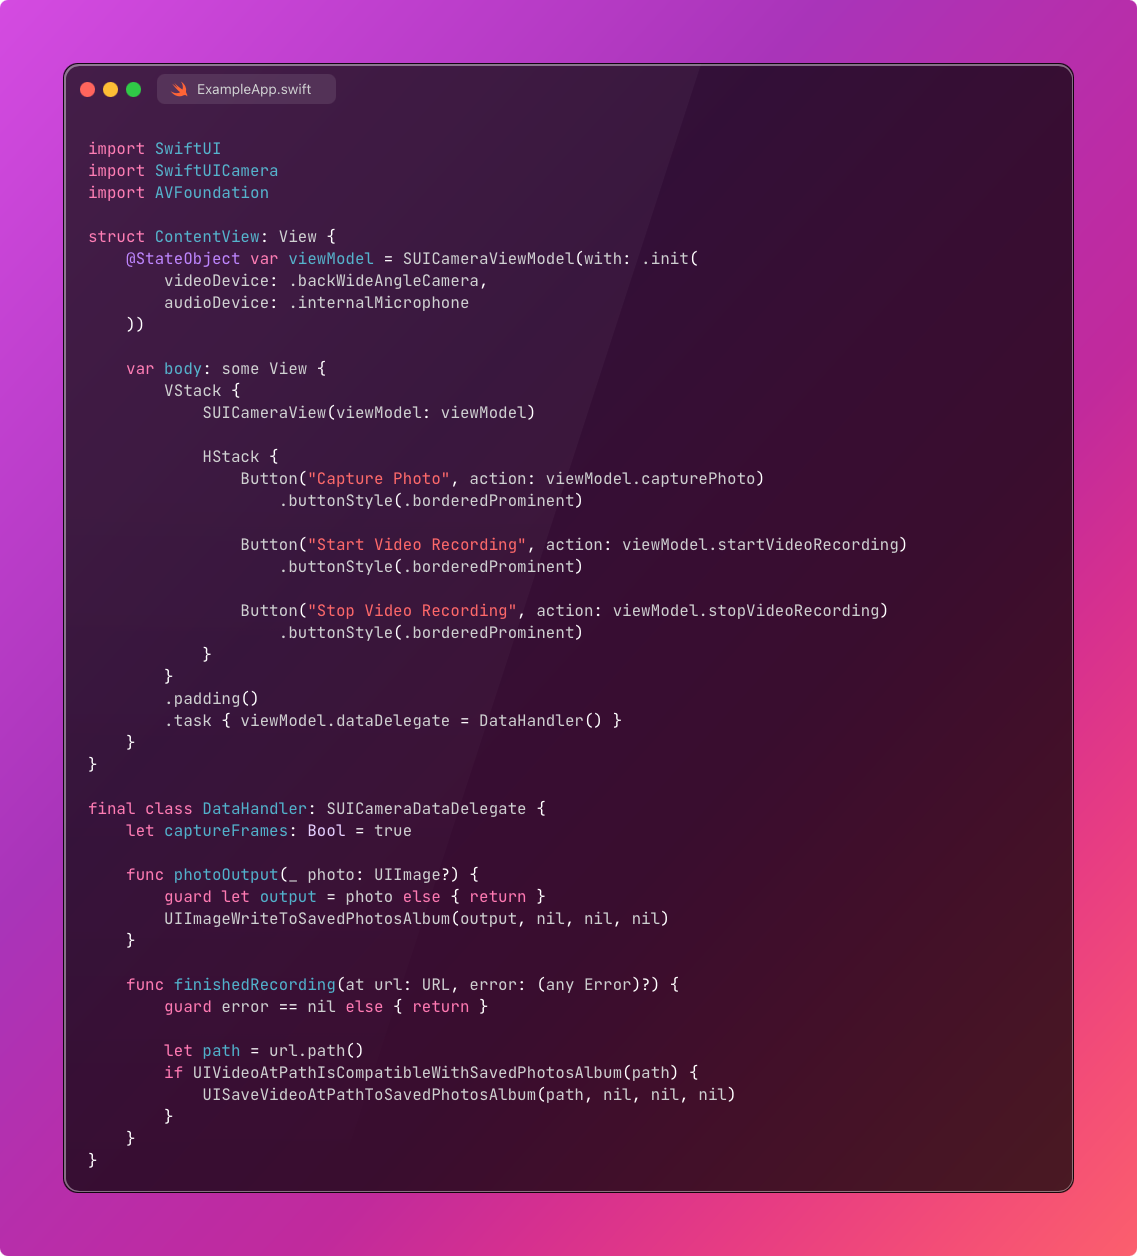 ExampleApp.swift
import SwiftUI
import SwiftUICamera
import AVFoundation
struct ContentView: View {
    @StateObject var viewModel = SUICameraViewModel(with: .init(
        videoDevice: .backWideAngleCamera,
        audioDevice: .internalMicrophone
    ))
    var body: some View {
        VStack {
            SUICameraView(viewModel: viewModel)
            HStack {
                Button("Capture Photo", action: viewModel.capturePhoto)
                    .buttonStyle(.borderedProminent)
                Button("Start Video Recording", action: viewModel.startVideoRecording)
                    .buttonStyle(.borderedProminent)
                Button("Stop Video Recording", action: viewModel.stopVideoRecording)
                    .buttonStyle(.borderedProminent)
            }
        }
        .padding()
        .task { viewModel.dataDelegate = DataHandler() }
    }
}
final class DataHandler: SUICameraDataDelegate {
    let captureFrames: Bool = true
    func photoOutput(_ photo: UIImage?) {
        guard let output = photo else { return }
        UIImageWriteToSavedPhotosAlbum(output, nil, nil, nil)
    }
    func finishedRecording(at url: URL, error: (any Error)?) {
        guard error == nil else { return }
        let path = url.path()
        if UIVideoAtPathIsCompatibleWithSavedPhotosAlbum(path) {
            UISaveVideoAtPathToSavedPhotosAlbum(path, nil, nil, nil)
        }
    }
}